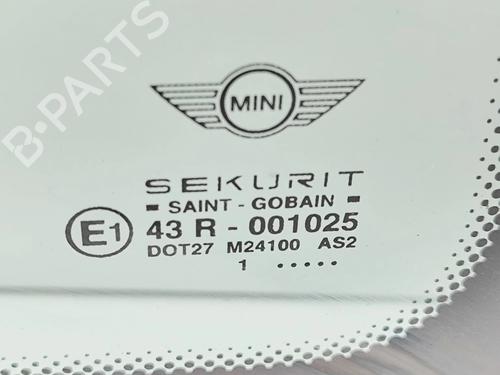 B-PARTS
MINI
SEKURIT
SAINT - GOBAIN
E1 43 R - 001025
DOT27 M24100 AS2
1 .....